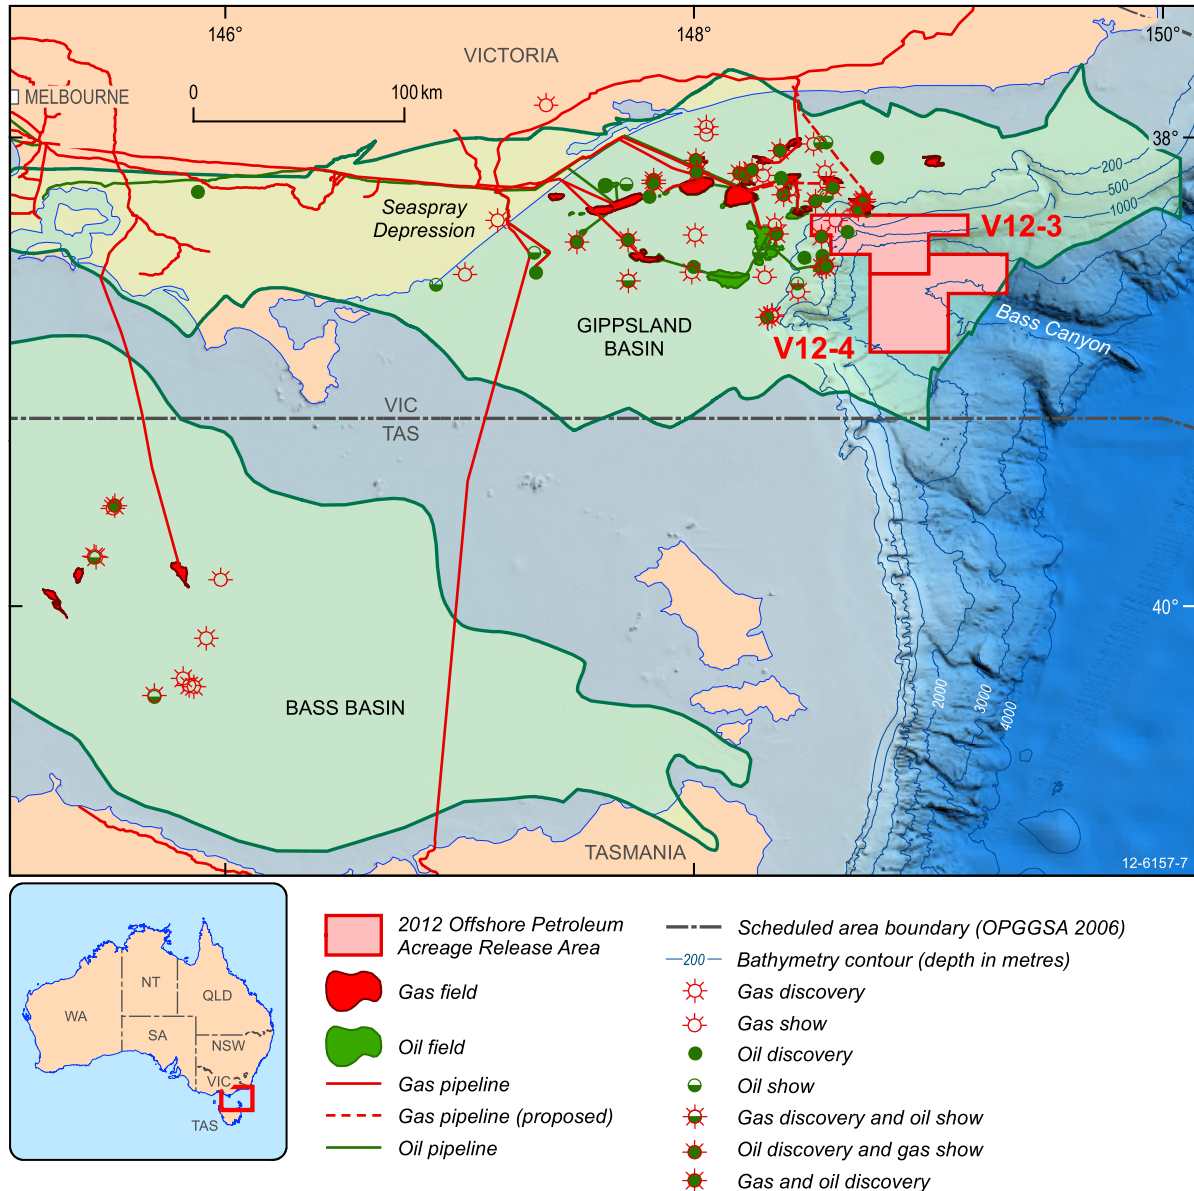 146°
148°
150°
VICTORIA
MELBOURNE
0
100 km
38°
200
500
1000
Seaspray
Depression
V12-3
GIPPSLAND
BASIN
Bass Canyon
V12-4
VIC
TAS
40°
2000
3000
4000
BASS BASIN
TASMANIA
12-6157-7
NT
QLD
WA
SA
NSW
VIC
TAS
2012 Offshore Petroleum
Acreage Release Area
Gas field
Oil field
Gas pipeline
Gas pipeline (proposed)
Oil pipeline
Scheduled area boundary (OPGGSA 2006)
200
Bathymetry contour (depth in metres)
Gas discovery
Gas show
Oil discovery
Oil show
Gas discovery and oil show
Oil discovery and gas show
Gas and oil discovery